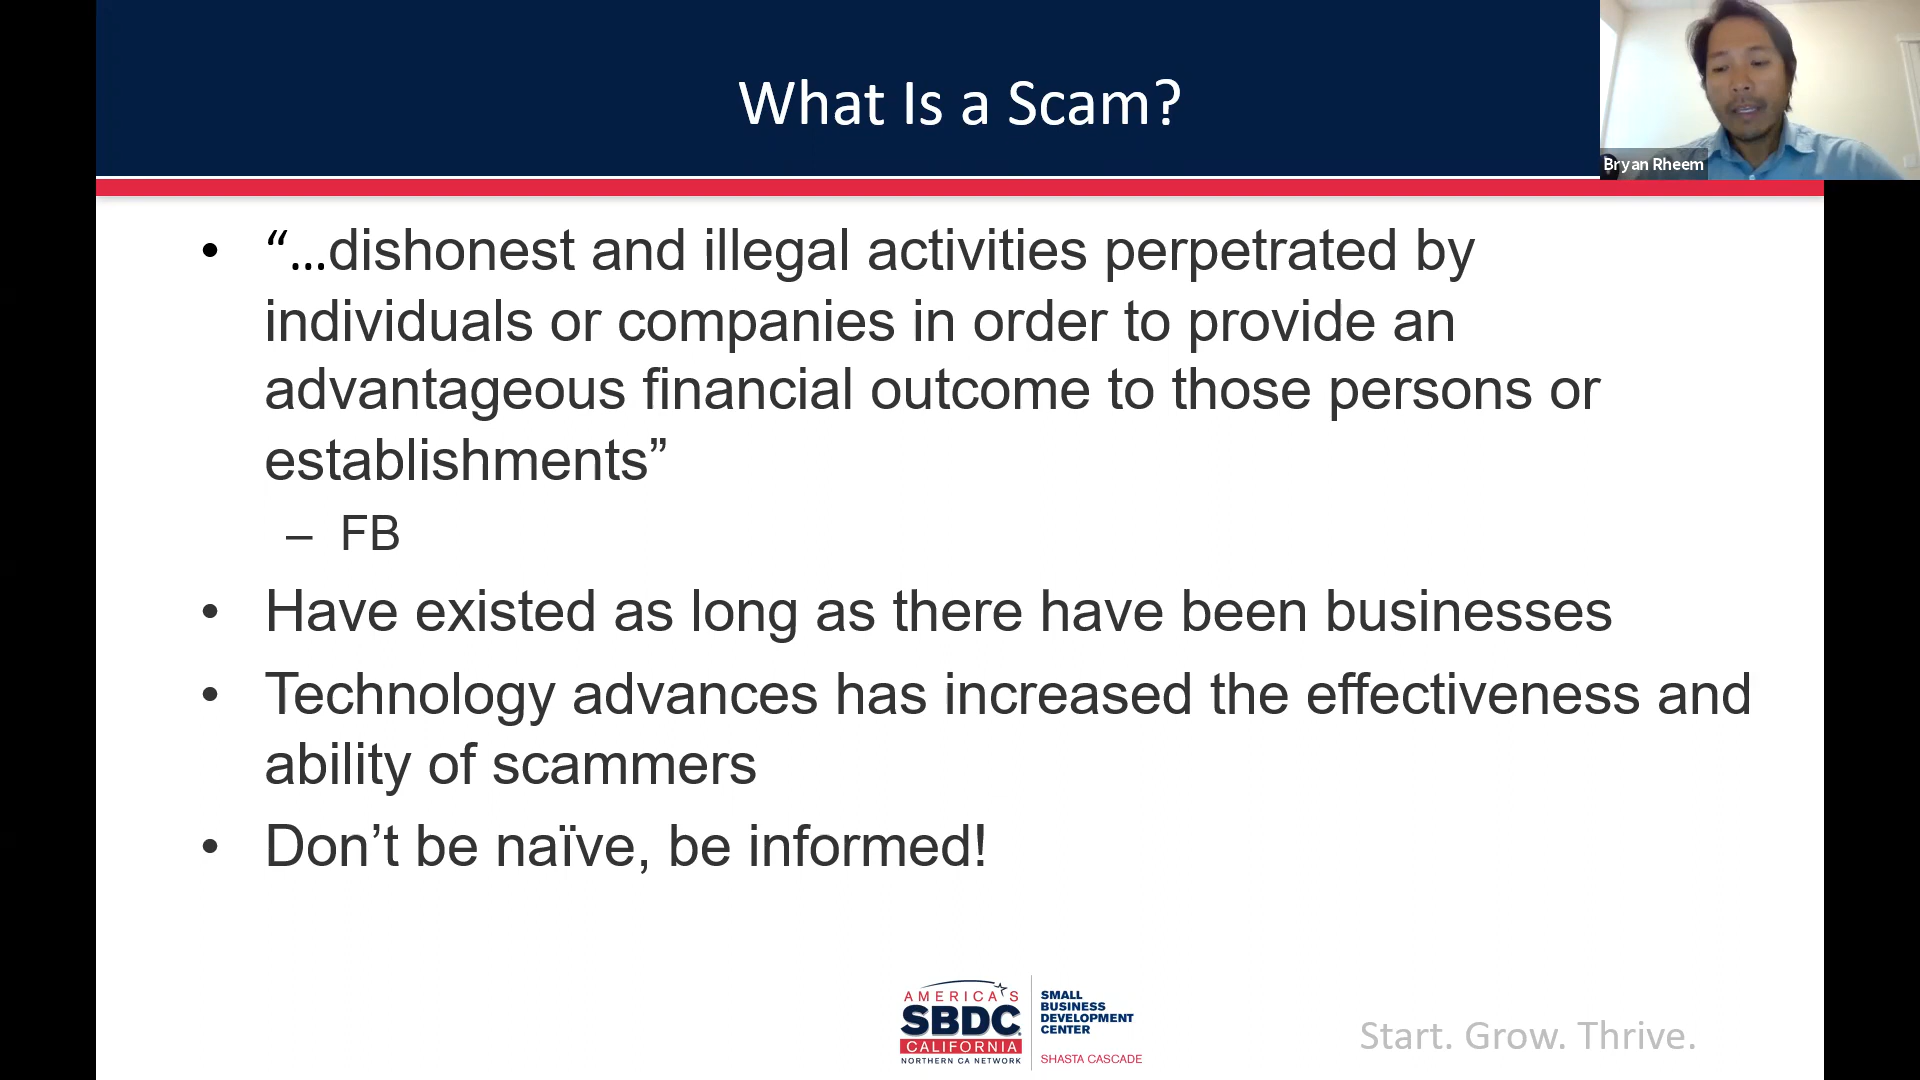 What Is a Scam?
Bryan Rheem
• “…dishonest and illegal activities perpetrated by
individuals or companies in order to provide an
advantageous financial outcome to those persons or
establishments”
– FB
• Have existed as long as there have been businesses
• Technology advances has increased the effectiveness and
ability of scammers
• Don’t be naïve, be informed!
AMERICA'S
SBDC
CALIFORNIA
NORTHERN CA NETWORK
SMALL
BUSINESS
DEVELOPMENT
CENTER
SHASTA CASCADE
Start. Grow. Thrive.